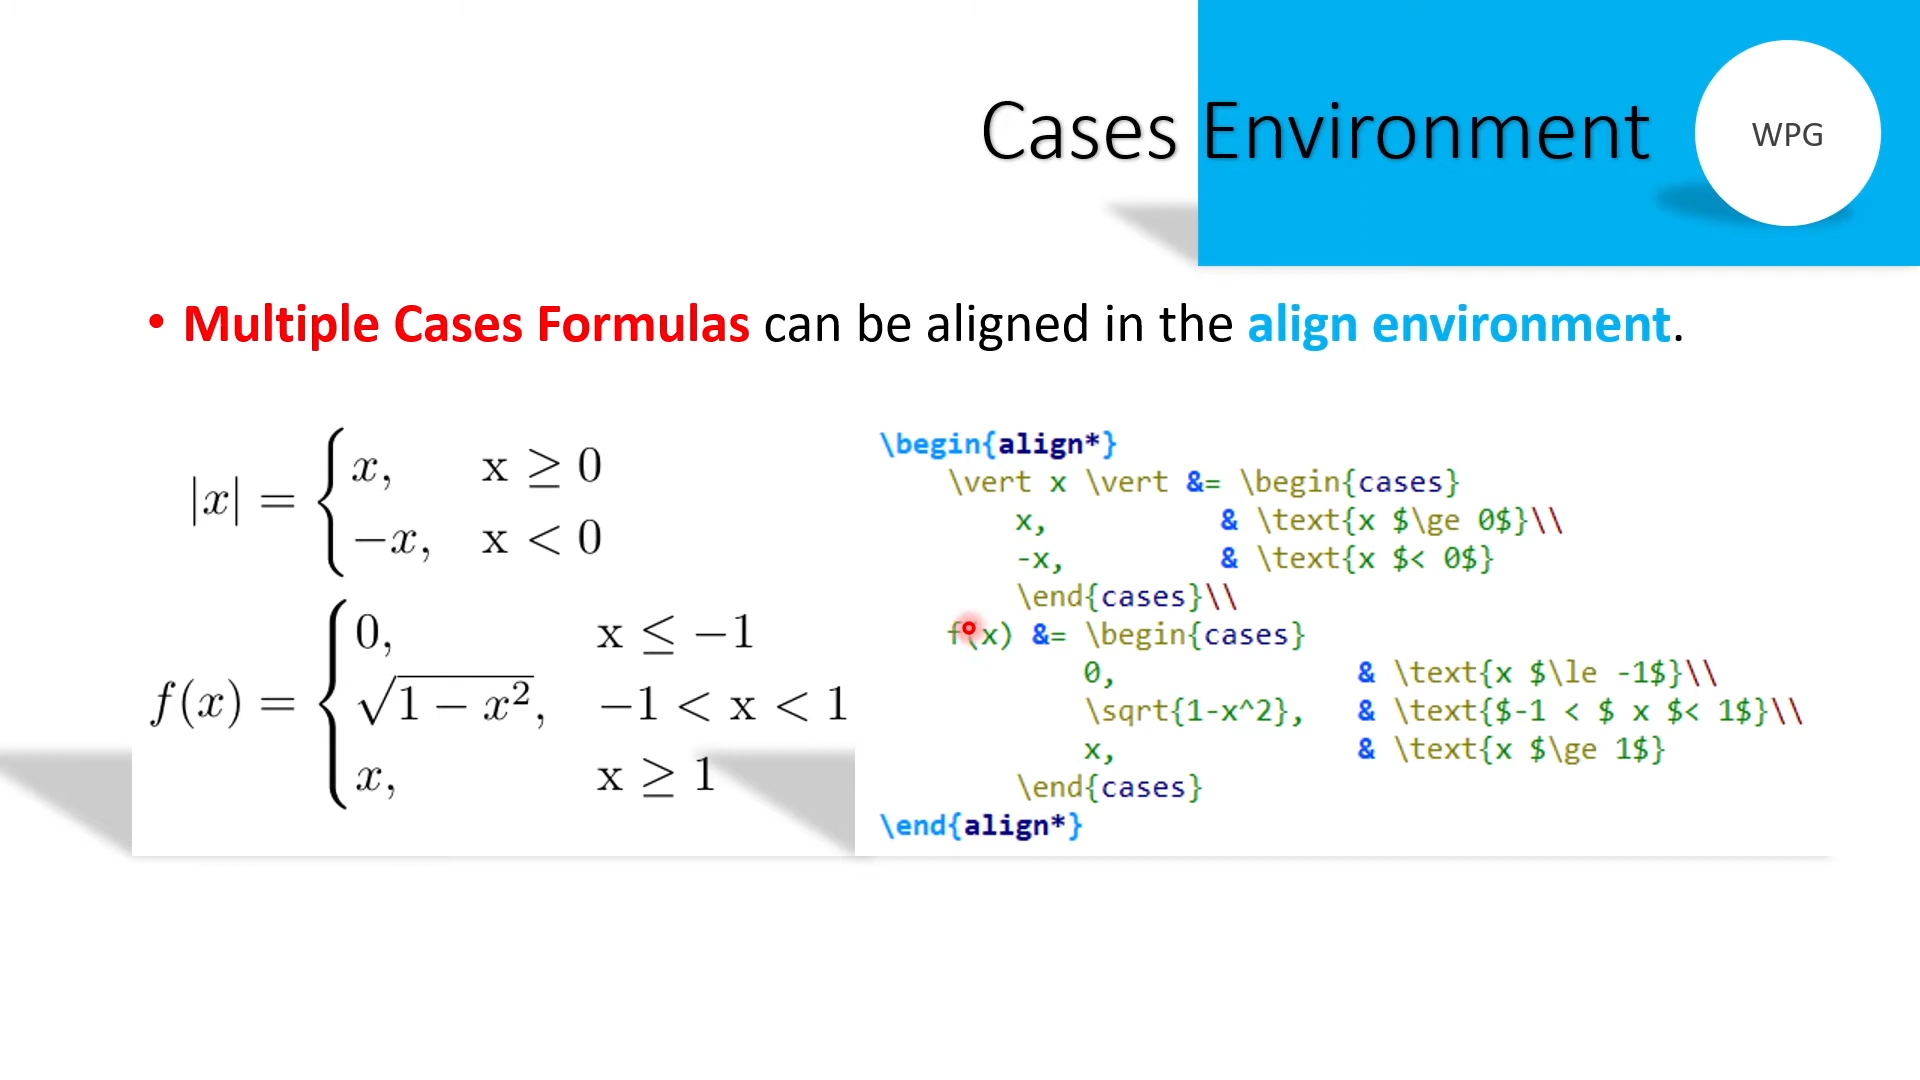 Cases Environment
WPG
• Multiple Cases Formulas can be aligned in the align environment.
|x| = { x, x ≥ 0
−x, x < 0
f(x) = { 0, x ≤ −1
√(1 − x²), −1 < x < 1
x, x ≥ 1
\begin{align*}
\vert x \vert &= \begin{cases}
x, & \text{x $\ge 0$}\\
-x, & \text{x $< 0$}
\end{cases}\\
f(x) &= \begin{cases}
0, & \text{x $\le -1$}\\
\sqrt{1-x^2}, & \text{$-1 < $ x $< 1$}\\
x, & \text{x $\ge 1$}
\end{cases}
\end{align*}